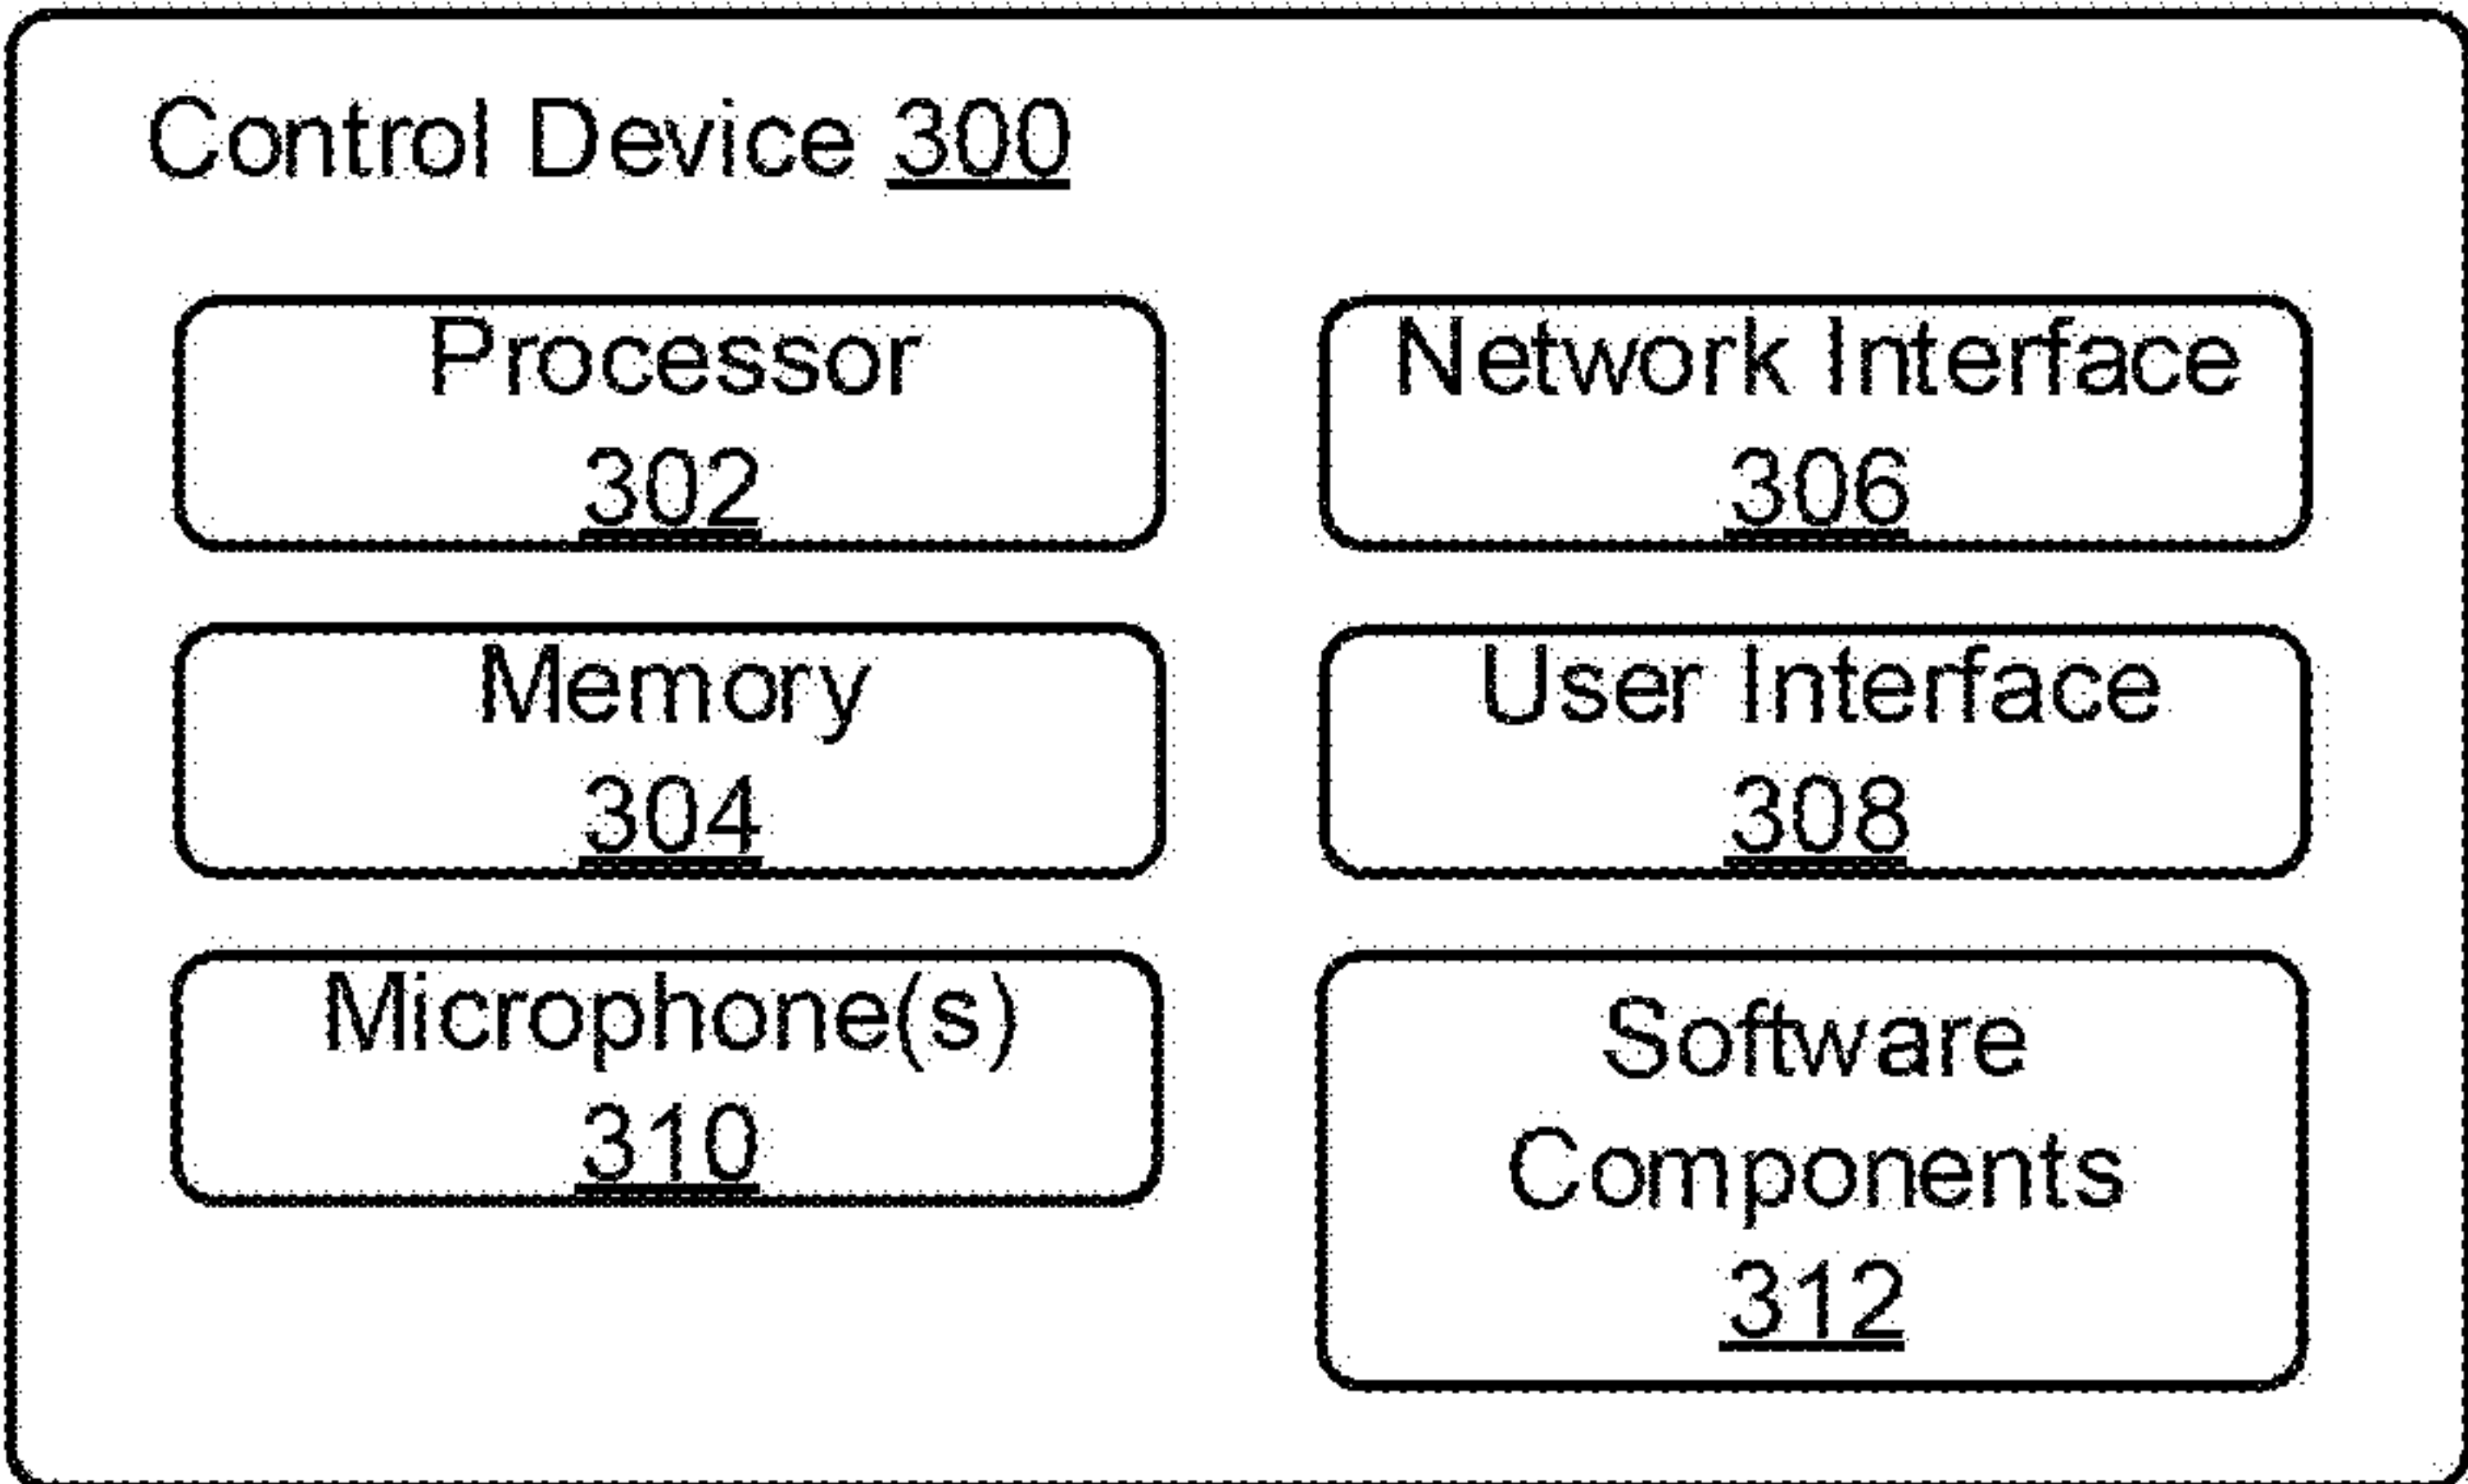 Control Device 300
Processor
302
Network Interface
306
Memory
304
User Interface
308
Microphone(s)
310
Software
Components
312